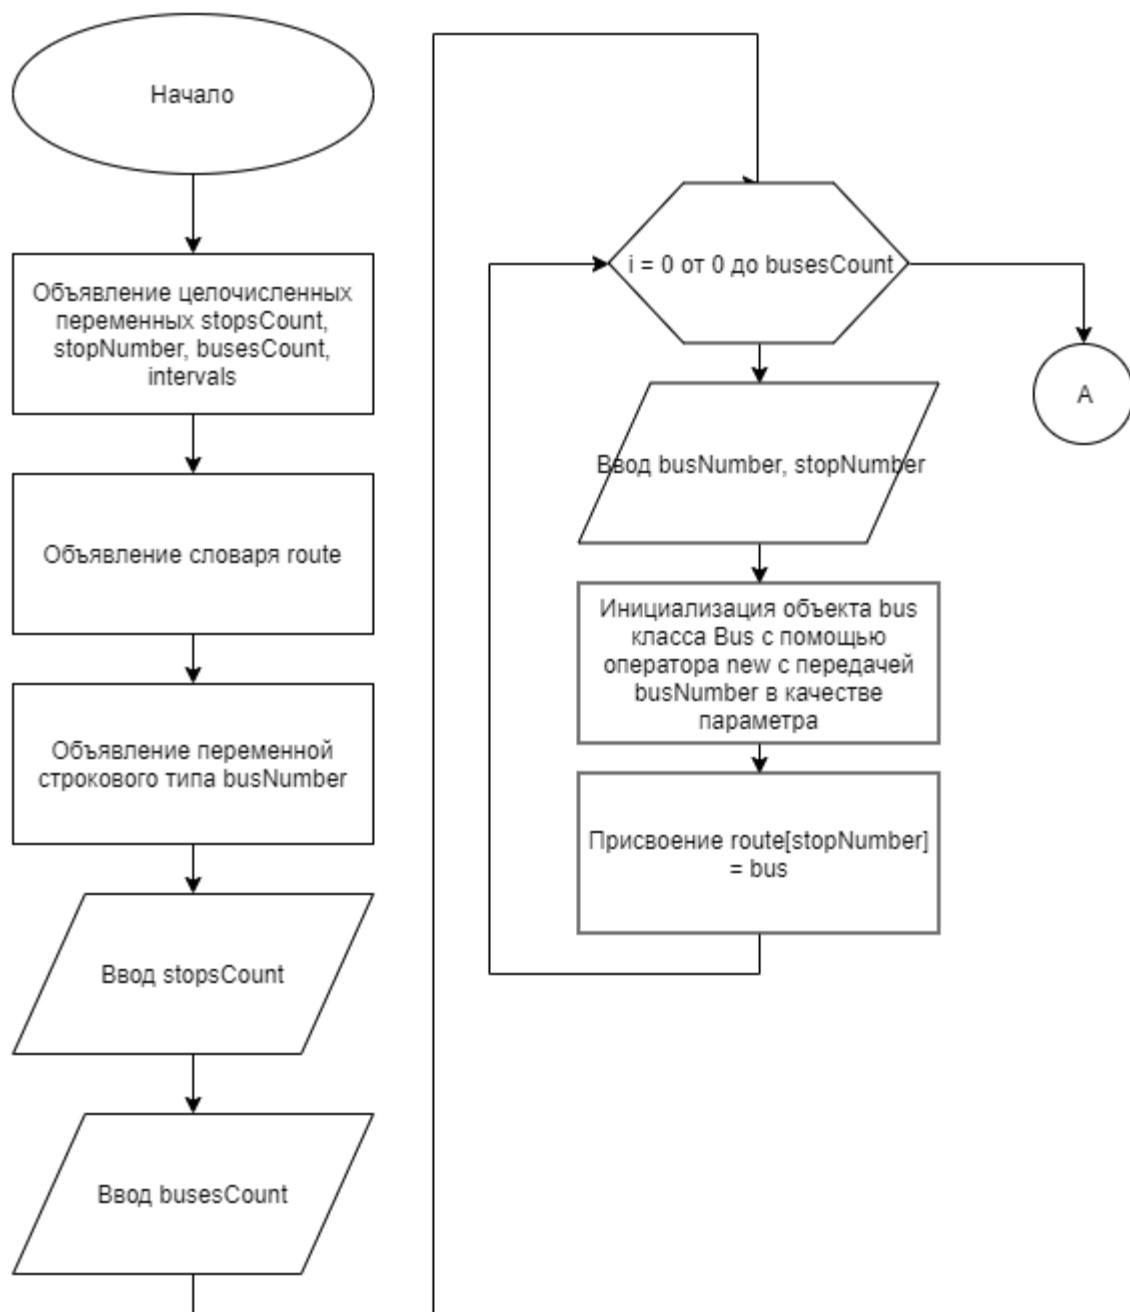 Начало
Объявление целочисленных
переменных stopsCount,
stopNumber, busesCount,
intervals
Объявление словаря route
Объявление переменной
строкового типа busNumber
Ввод stopsCount
Ввод busesCount
i = 0 от 0 до busesCount
A
Ввод busNumber, stopNumber
Инициализация объекта bus
класса Bus с помощью
оператора new с передачей
busNumber в качестве
параметра
Присвоение route[stopNumber]
= bus